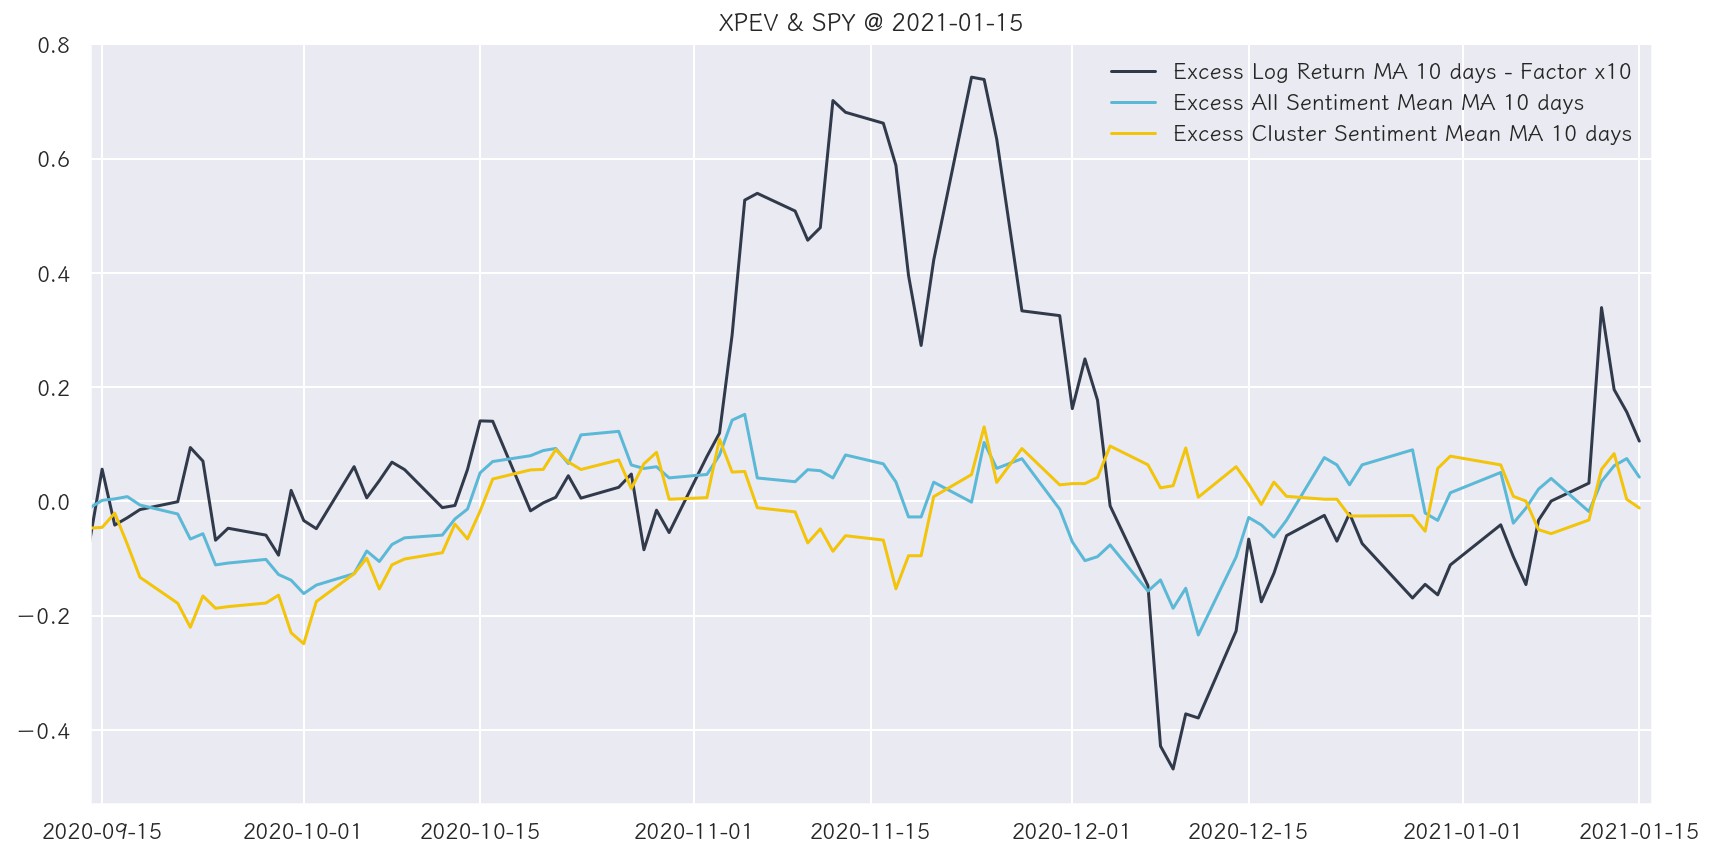 XPEV & SPY @ 2021-01-15
Excess Log Return MA 10 days - Factor x10
Excess All Sentiment Mean MA 10 days
Excess Cluster Sentiment Mean MA 10 days
0.8
0.6
0.4
0.2
0.0
−0.2
−0.4
2020-09-15 2020-10-01 2020-10-15 2020-11-01 2020-11-15 2020-12-01 2020-12-15 2021-01-01 2021-01-15